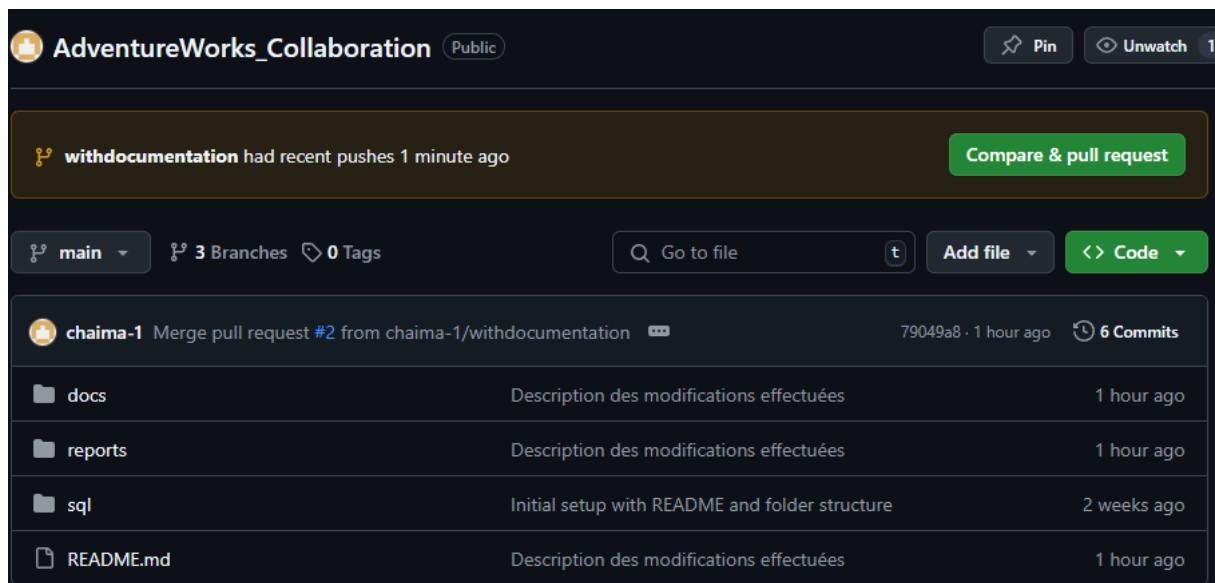 AdventureWorks_Collaboration Public Pin Unwatch 1
withdocumentation had recent pushes 1 minute ago Compare & pull request
main 3 Branches 0 Tags Go to file t Add file Code
chaima-1 Merge pull request #2 from chaima-1/withdocumentation 79049a8 · 1 hour ago 6 Commits
docs Description des modifications effectuées 1 hour ago
reports Description des modifications effectuées 1 hour ago
sql Initial setup with README and folder structure 2 weeks ago
README.md Description des modifications effectuées 1 hour ago